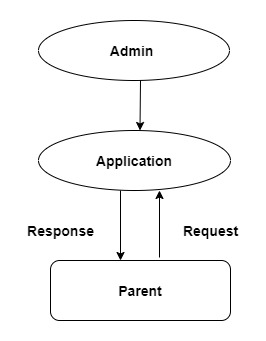 Admin
Application
Response
Request
Parent